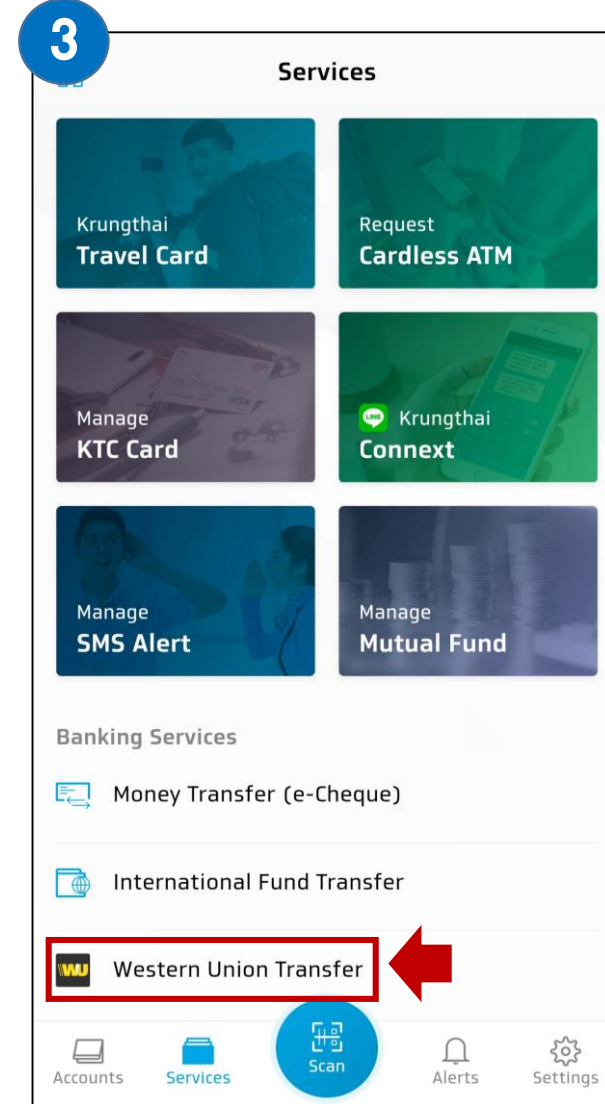 3
Services
Krungthai
Travel Card
Request
Cardless ATM
Manage
KTC Card
LINE Krungthai
Connext
Manage
SMS Alert
Manage
Mutual Fund
Banking Services
Money Transfer (e-Cheque)
International Fund Transfer
WU Western Union Transfer
Accounts
Services
Scan
Alerts
Settings